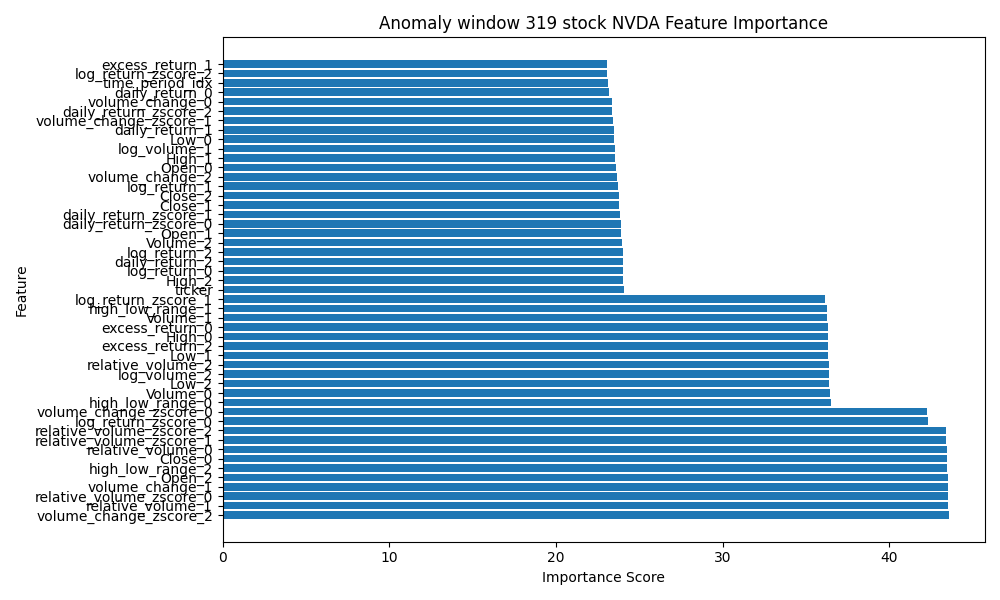 Anomaly window 319 stock NVDA Feature Importance
excess_return_1
log_return_zscore_2
time_period_idx
daily_return_0
volume_change_0
daily_return_zscore_2
volume_change_zscore_1
daily_return_1
Low_0
log_volume_1
High_1
Open_0
volume_change_2
log_return_1
Close_2
Close_1
daily_return_zscore_1
daily_return_zscore_0
Open_1
Volume_2
log_return_2
daily_return_2
log_return_0
High_2
ticker
log_return_zscore_1
high_low_range_1
Volume_1
excess_return_0
High_0
excess_return_2
Low_1
relative_volume_2
log_volume_2
Low_2
Volume_0
high_low_range_0
volume_change_zscore_0
log_return_zscore_0
relative_volume_zscore_2
relative_volume_zscore_1
relative_volume_0
Close_0
high_low_range_2
Open_2
volume_change_1
relative_volume_zscore_0
relative_volume_1
volume_change_zscore_2
Feature
0 10 20 30 40
Importance Score